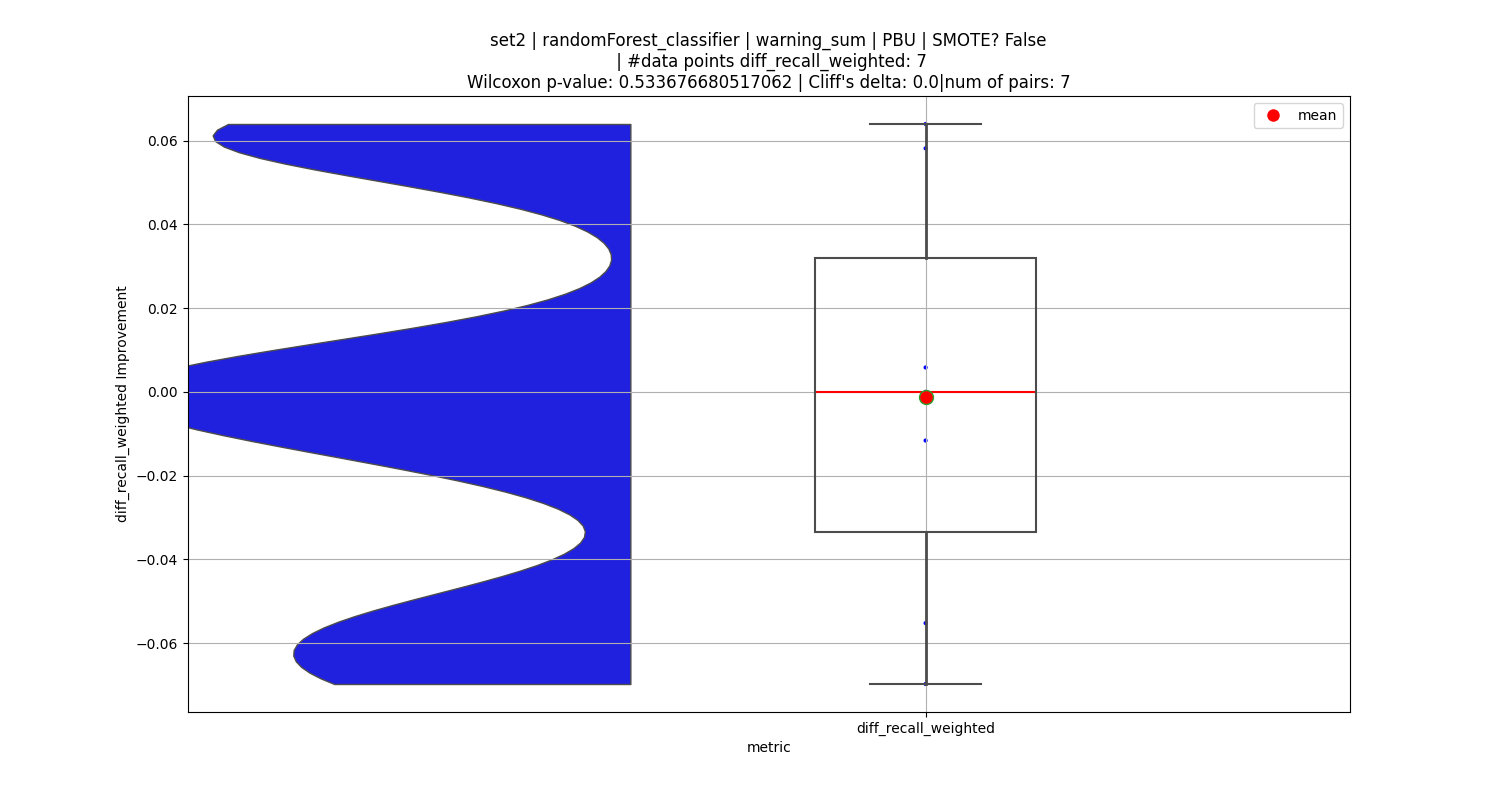 set2 | randomForest_classifier | warning_sum | PBU | SMOTE? False
| #data points diff_recall_weighted: 7
Wilcoxon p-value: 0.533676680517062 | Cliff's delta: 0.0|num of pairs: 7
mean
0.06
0.04
0.02
0.00
−0.02
−0.04
−0.06
diff_recall_weighted Improvement
diff_recall_weighted
metric